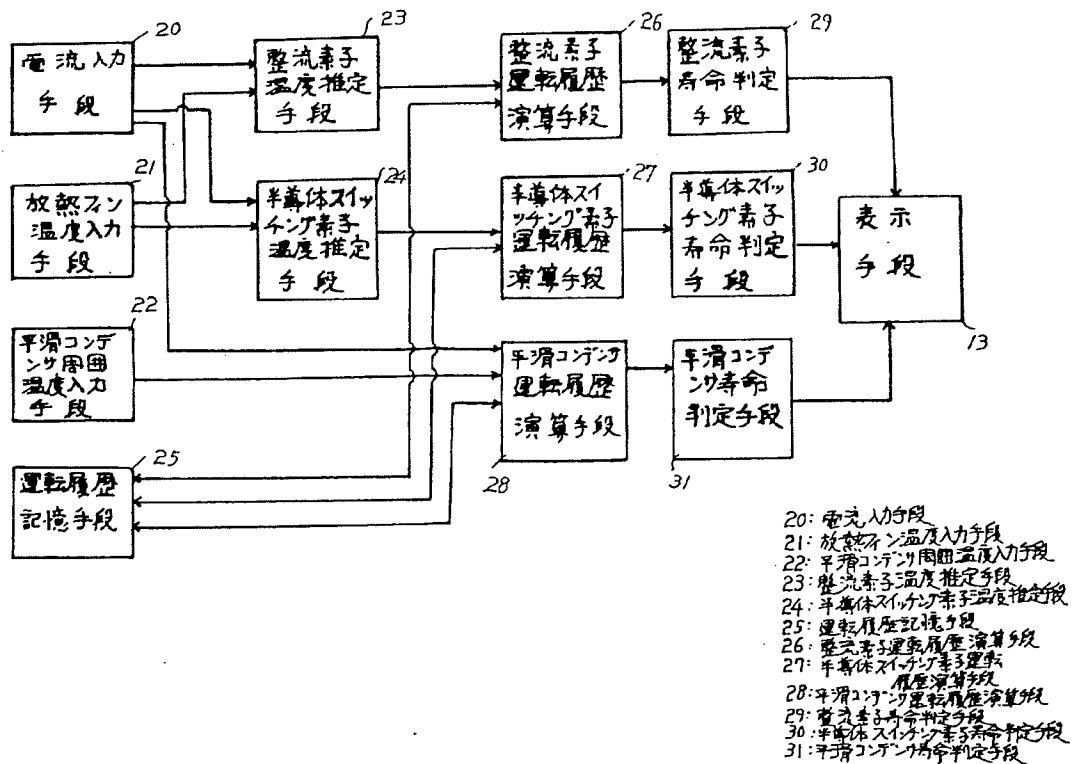 20
電流入力
手段
23
整流素子
温度推定
手段
26
整流素子
運転履歴
演算手段
29
整流素子
寿命判定
手段
21
放熱フィン
温度入力
手段
24
半導体スイッ
チング素子
温度推定
手段
27
半導体スイ
ッチング素子
運転履歴
演算手段
30
半導体スイッ
チング素子
寿命判定
手段
表示
手段
13
22
平滑コンデ
ンサ周囲
温度入力
手段
平滑コンデンサ
運転履歴
演算手段
28
平滑コンデ
ンサ寿命
判定手段
31
25
運転履歴
記憶手段
20:電流入力手段
21:放熱フィン温度入力手段
22:平滑コンデンサ周囲温度入力手段
23:整流素子温度推定手段
24:半導体スイッチング素子温度推定手段
25:運転履歴記憶手段
26:整流素子運転履歴演算手段
27:半導体スイッチング素子運転
履歴演算手段
28:平滑コンデンサ運転履歴演算手段
29:整流素子寿命判定手段
30:半導体スイッチング素子寿命判定手段
31:平滑コンデンサ寿命判定手段